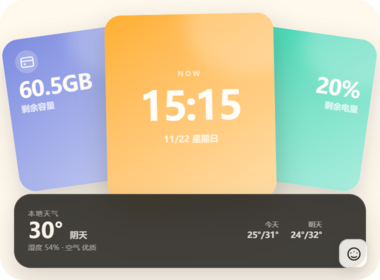 60.5GB
剩余容量
NOW
15:15
11/22 星期日
20%
剩余电量
本地天气
30° 阴天
湿度 54% · 空气 优质
今天
25°/31°
明天
24°/32°